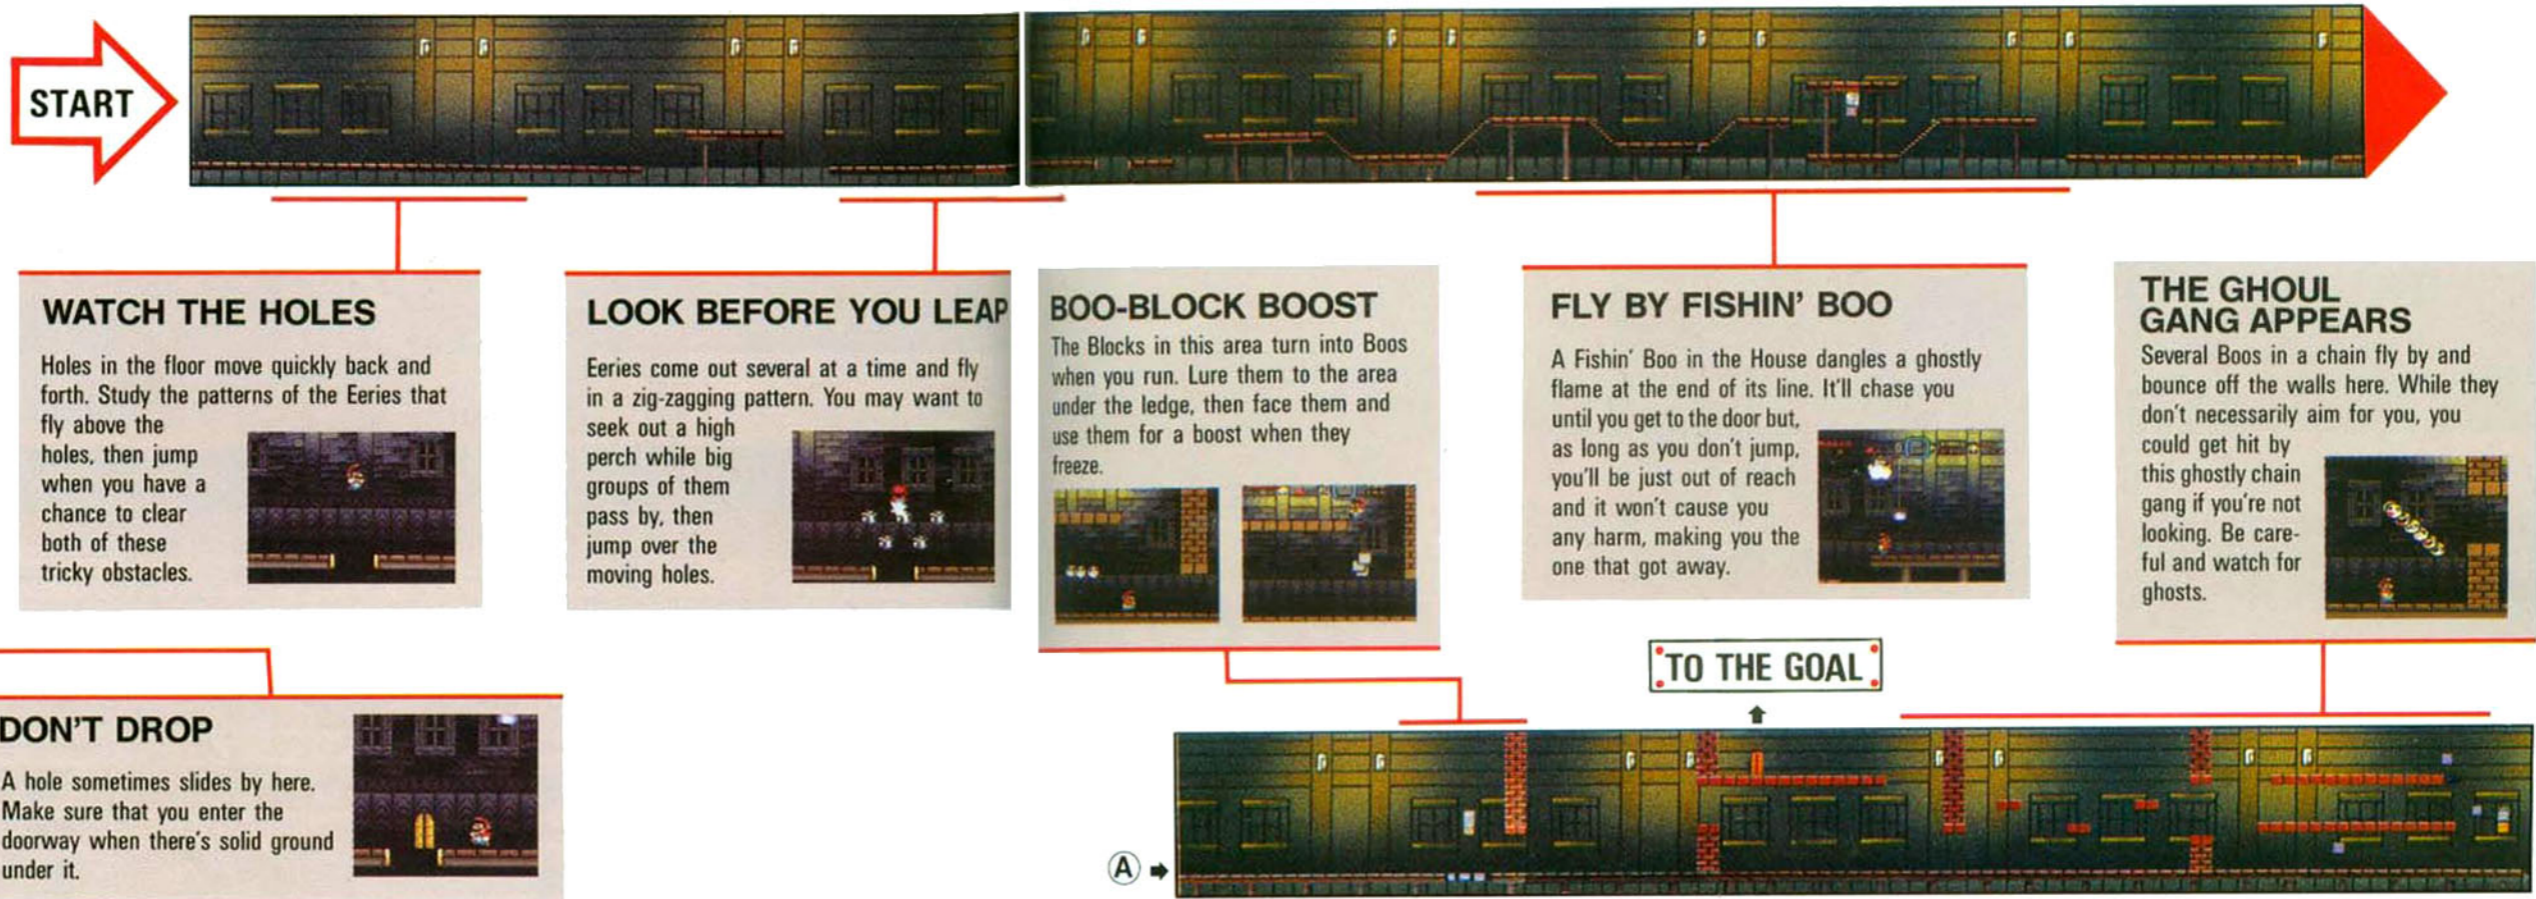 START
WATCH THE HOLES
Holes in the floor move quickly back and
forth. Study the patterns of the Eeries that
fly above the
holes, then jump
when you have a
chance to clear
both of these
tricky obstacles.
LOOK BEFORE YOU LEAP
Eeries come out several at a time and fly
in a zig-zagging pattern. You may want to
seek out a high
perch while big
groups of them
pass by, then
jump over the
moving holes.
BOO-BLOCK BOOST
The Blocks in this area turn into Boos
when you run. Lure them to the area
under the ledge, then face them and
use them for a boost when they
freeze.
FLY BY FISHIN' BOO
A Fishin' Boo in the House dangles a ghostly
flame at the end of its line. It'll chase you
until you get to the door but,
as long as you don't jump,
you'll be just out of reach
and it won't cause you
any harm, making you the
one that got away.
THE GHOUL
GANG APPEARS
Several Boos in a chain fly by and
bounce off the walls here. While they
don't necessarily aim for you, you
could get hit by
this ghostly chain
gang if you're not
looking. Be care-
ful and watch for
ghosts.
DON'T DROP
A hole sometimes slides by here.
Make sure that you enter the
doorway when there's solid ground
under it.
TO THE GOAL
A